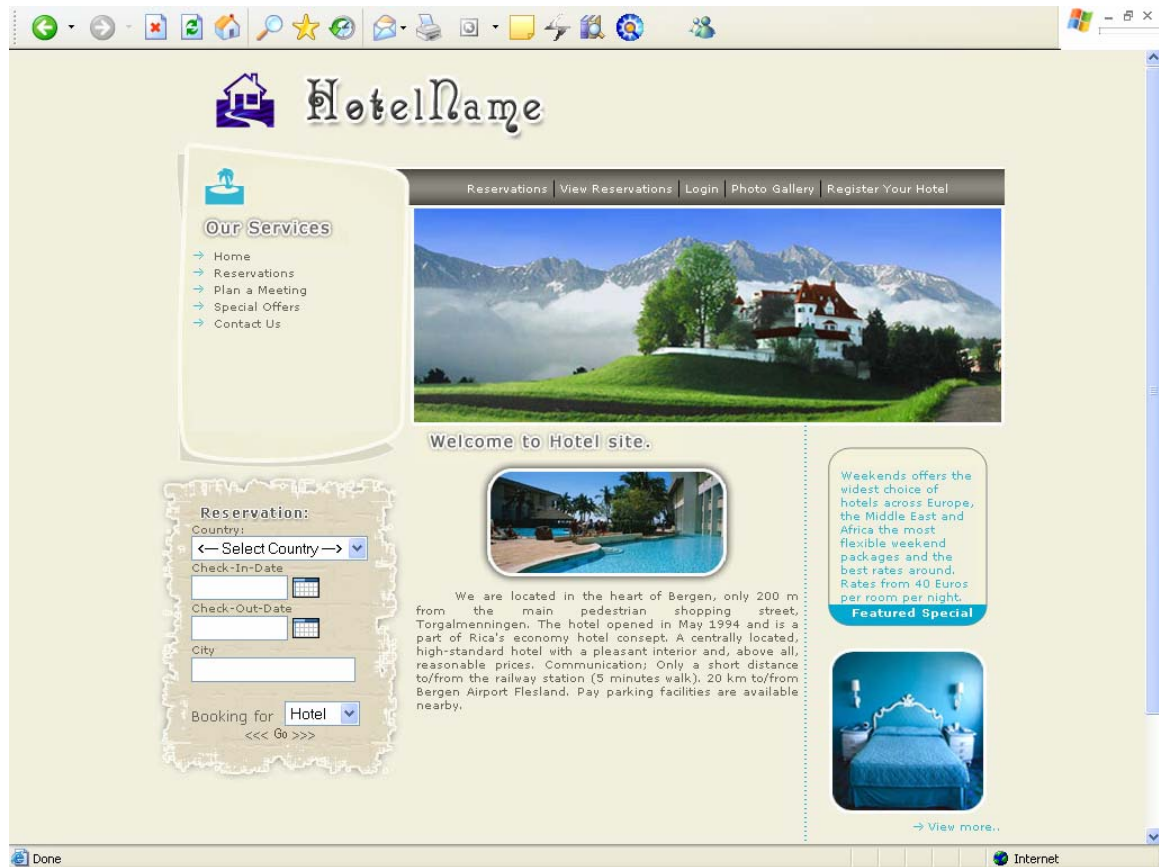 HotelName
Reservations | View Reservations | Login | Photo Gallery | Register Your Hotel
Our Services
Home
Reservations
Plan a Meeting
Special Offers
Contact Us
Reservation:
Country:
<— Select Country —>
Check-In-Date
Check-Out-Date
City
Booking for Hotel
<<< Go >>>
Welcome to Hotel site.
We are located in the heart of Bergen, only 200 m
from the main pedestrian shopping street,
Torgalmenningen. The hotel opened in May 1994 and is a
part of Rica's economy hotel consept. A centrally located,
high-standard hotel with a pleasant interior and, above all,
reasonable prices. Communication; Only a short distance
to/from the railway station (5 minutes walk). 20 km to/from
Bergen Airport Flesland. Pay parking facilities are available
nearby.
Weekends offers the
widest choice of
hotels across Europe,
the Middle East and
Africa the most
flexible weekend
packages and the
best rates around.
Rates from 40 Euros
per room per night.
Featured Special
View more..
Done
Internet